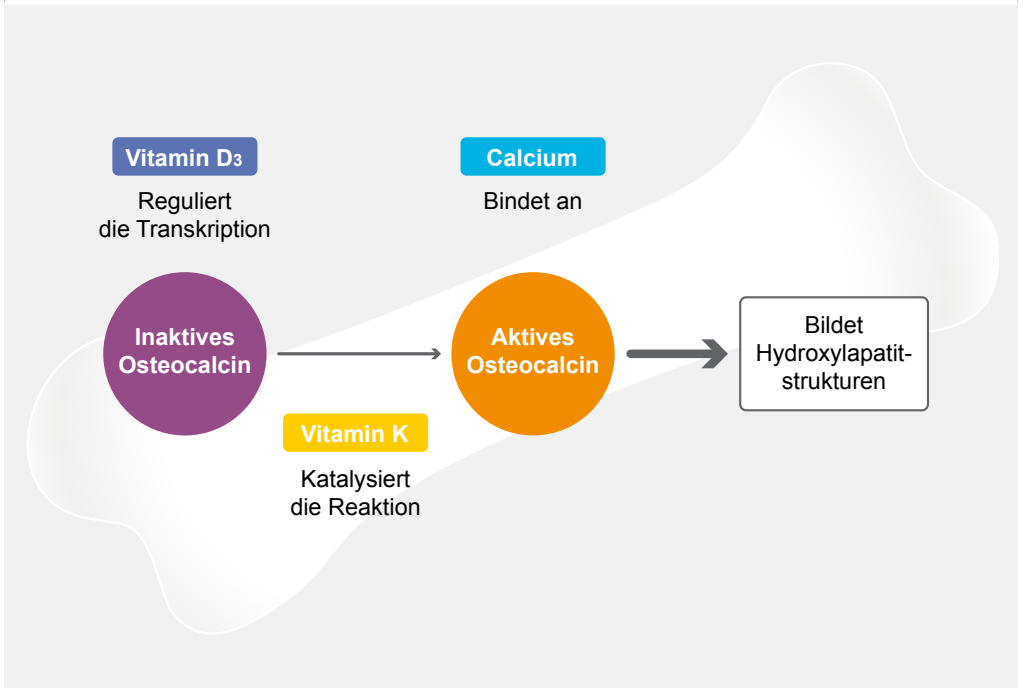 Vitamin D3
Reguliert
die Transkription
Calcium
Bindet an
Inaktives
Osteocalcin
Aktives
Osteocalcin
Bildet
Hydroxylapatit-
strukturen
Vitamin K
Katalysiert
die Reaktion